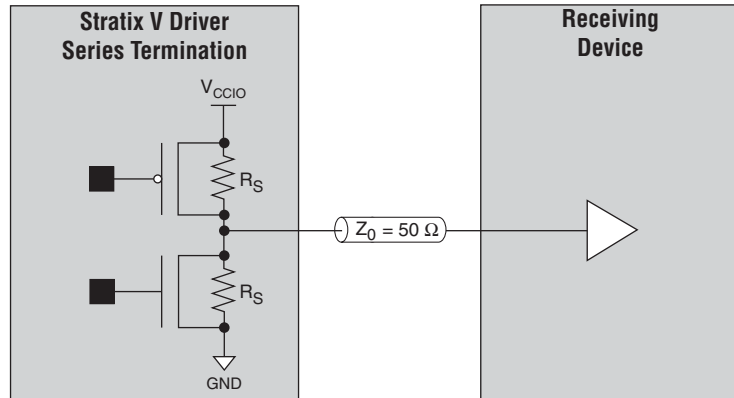 Stratix V Driver
Series Termination
Receiving
Device
VCCIO
RS
Z0 = 50 Ω
RS
GND